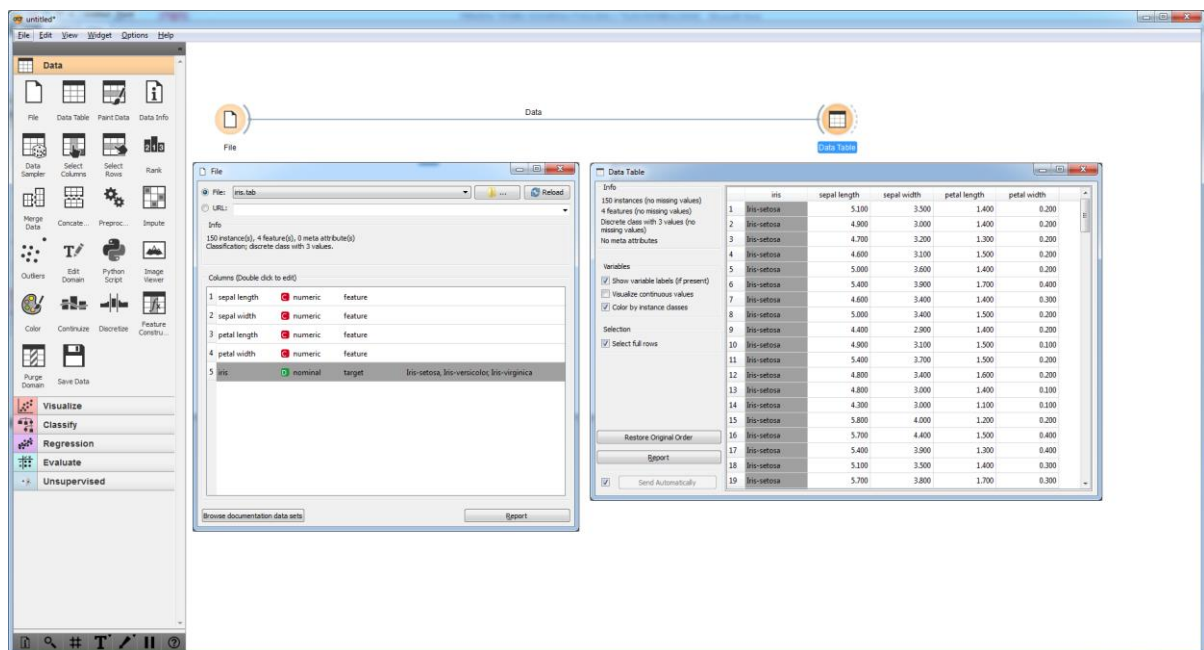 untitled*
File Edit View Widget Options Help
Data
File Data Table Paint Data Data Info
Data Sampler Select Columns Select Rows Rank
Merge Data Concate... Preproc... Impute
Outliers Edit Domain Python Script Image Viewer
Color Continuize Discretize Feature Constru...
Purge Domain Save Data
Visualize
Classify
Regression
Evaluate
Unsupervised
Data
File
Data Table
File
File: iris.tab ... Reload
URL:
Info
150 instance(s), 4 feature(s), 0 meta attribute(s)
Classification; discrete class with 3 values.
Columns (Double click to edit)
1 sepal length C numeric feature
2 sepal width C numeric feature
3 petal length C numeric feature
4 petal width C numeric feature
5 iris D nominal target Iris-setosa, Iris-versicolor, Iris-virginica
Browse documentation data sets Report
Data Table
Info
150 instances (no missing values)
4 features (no missing values)
Discrete class with 3 values (no
missing values)
No meta attributes
Variables
Show variable labels (if present)
Visualize continuous values
Color by instance classes
Selection
Select full rows
Restore Original Order
Report
Send Automatically
iris sepal length sepal width petal length petal width
1 Iris-setosa 5.100 3.500 1.400 0.200
2 Iris-setosa 4.900 3.000 1.400 0.200
3 Iris-setosa 4.700 3.200 1.300 0.200
4 Iris-setosa 4.600 3.100 1.500 0.200
5 Iris-setosa 5.000 3.600 1.400 0.200
6 Iris-setosa 5.400 3.900 1.700 0.400
7 Iris-setosa 4.600 3.400 1.400 0.300
8 Iris-setosa 5.000 3.400 1.500 0.200
9 Iris-setosa 4.400 2.900 1.400 0.200
10 Iris-setosa 4.900 3.100 1.500 0.100
11 Iris-setosa 5.400 3.700 1.500 0.200
12 Iris-setosa 4.800 3.400 1.600 0.200
13 Iris-setosa 4.800 3.000 1.400 0.100
14 Iris-setosa 4.300 3.000 1.100 0.100
15 Iris-setosa 5.800 4.000 1.200 0.200
16 Iris-setosa 5.700 4.400 1.500 0.400
17 Iris-setosa 5.400 3.900 1.300 0.400
18 Iris-setosa 5.100 3.500 1.400 0.300
19 Iris-setosa 5.700 3.800 1.700 0.300